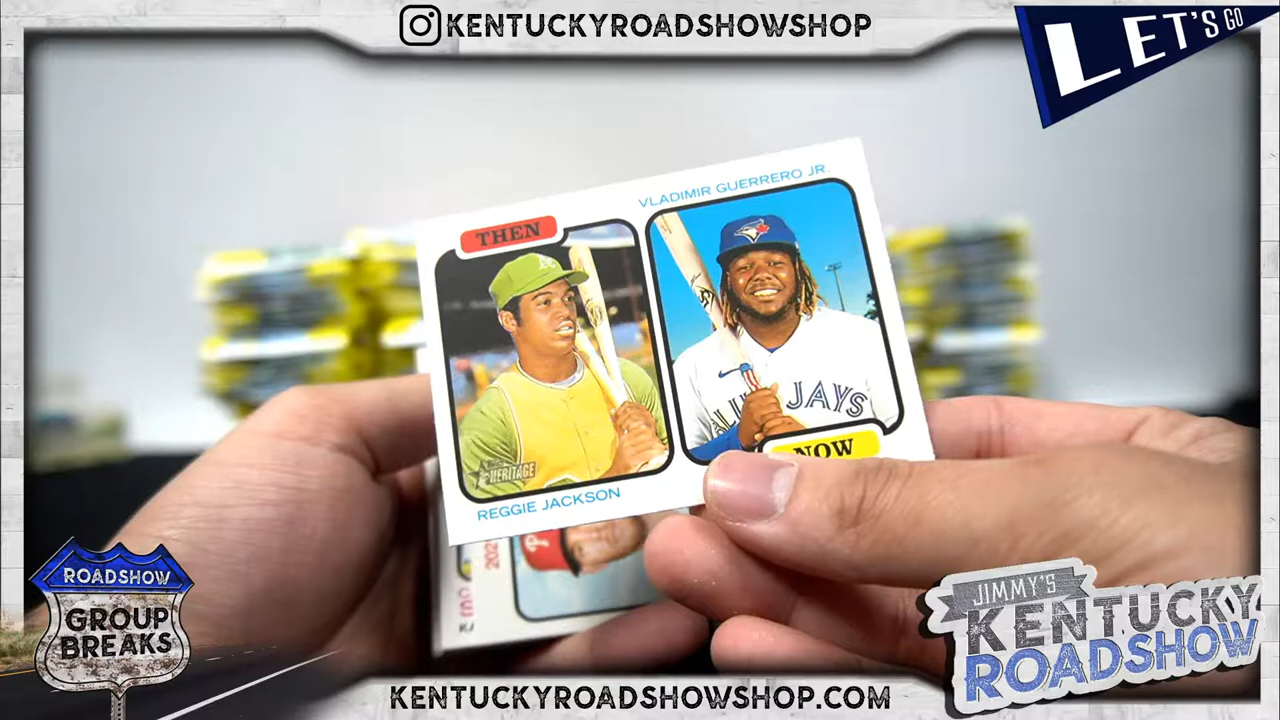 KENTUCKYROADSHOWSHOP
LET'S GO
VLADIMIR GUERRERO JR.
THEN
JAYS
NOW
HERITAGE
REGGIE JACKSON
ROADSHOW
GROUP
BREAKS
JIMMY'S
KENTUCKY
ROADSHOW
KENTUCKYROADSHOWSHOP.COM